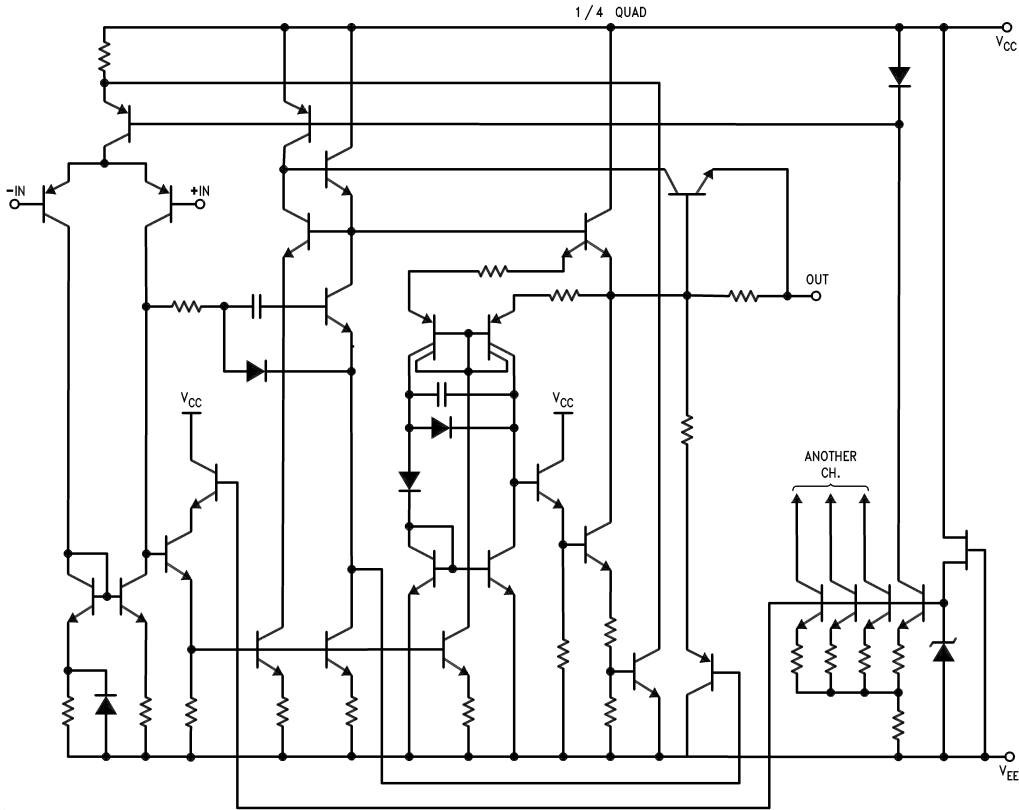 1/4 QUAD
VCC
-IN
+IN
OUT
VCC
VCC
ANOTHER
CH.
VEE